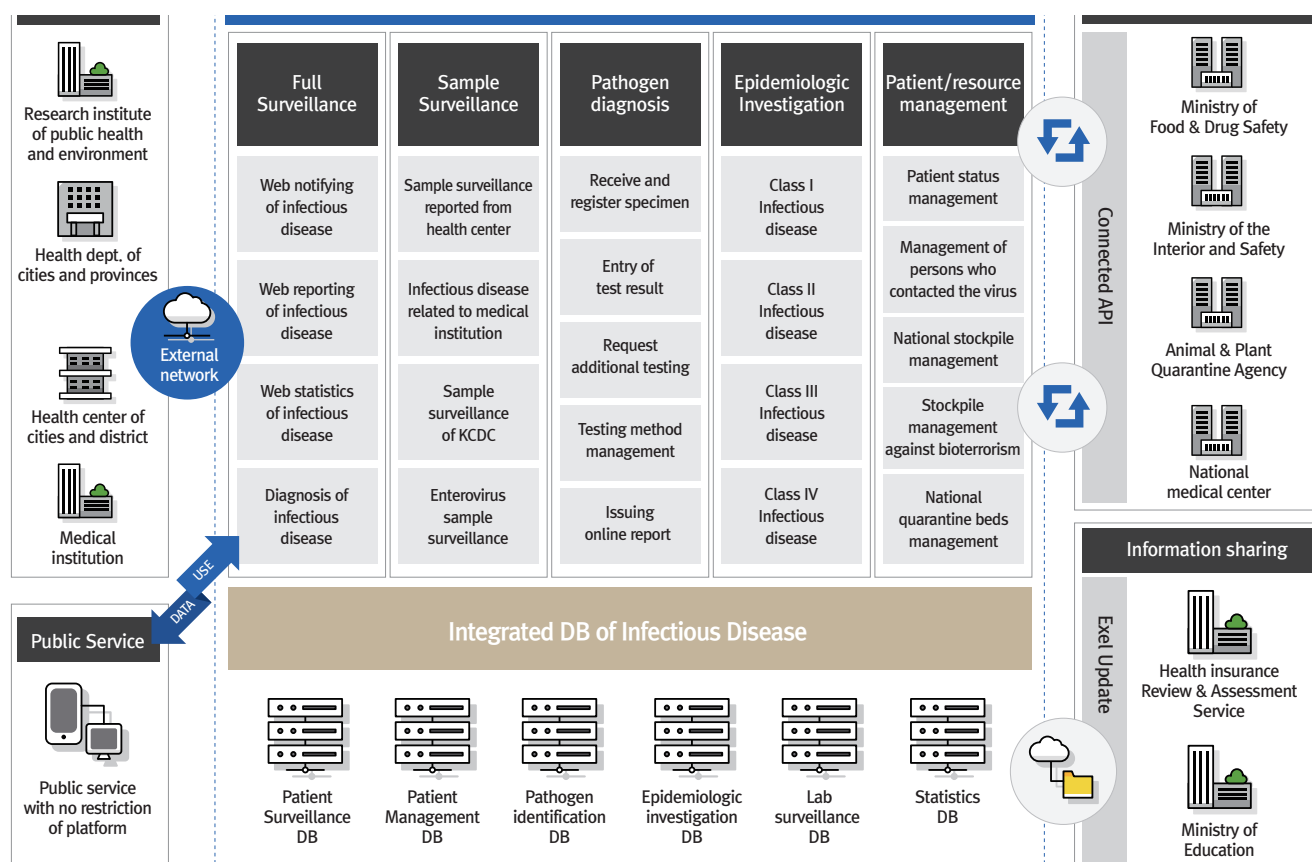 Research institute
of public health
and environment
Health dept. of
cities and provinces
External
network
Health center of
cities and district
Medical
institution
USE
DATA
Public Service
Public service
with no restriction
of platform
Full
Surveillance
Web notifying
of infectious
disease
Web reporting
of infectious
disease
Web statistics
of infectious
disease
Diagnosis of
infectious
disease
Sample
Surveillance
Sample surveillance
reported from
health center
Infectious disease
related to medical
institution
Sample
surveillance
of KCDC
Enterovirus
sample
surveillance
Pathogen
diagnosis
Receive and
register specimen
Entry of
test result
Request
additional testing
Testing method
management
Issuing
online report
Epidemiologic
Investigation
Class I
Infectious
disease
Class II
Infectious
disease
Class III
Infectious
disease
Class IV
Infectious
disease
Patient/resource
management
Patient status
management
Management of
persons who
contacted the virus
National stockpile
management
Stockpile
management
against bioterrorism
National
quarantine beds
management
Integrated DB of Infectious Disease
Patient
Surveillance
DB
Patient
Management
DB
Pathogen
identification
DB
Epidemiologic
investigation
DB
Lab
surveillance
DB
Statistics
DB
Connected API
Ministry of
Food & Drug Safety
Ministry of the
Interior and Safety
Animal & Plant
Quarantine Agency
National
medical center
Information sharing
Exel Update
Health insurance
Review & Assessment
Service
Ministry of
Education